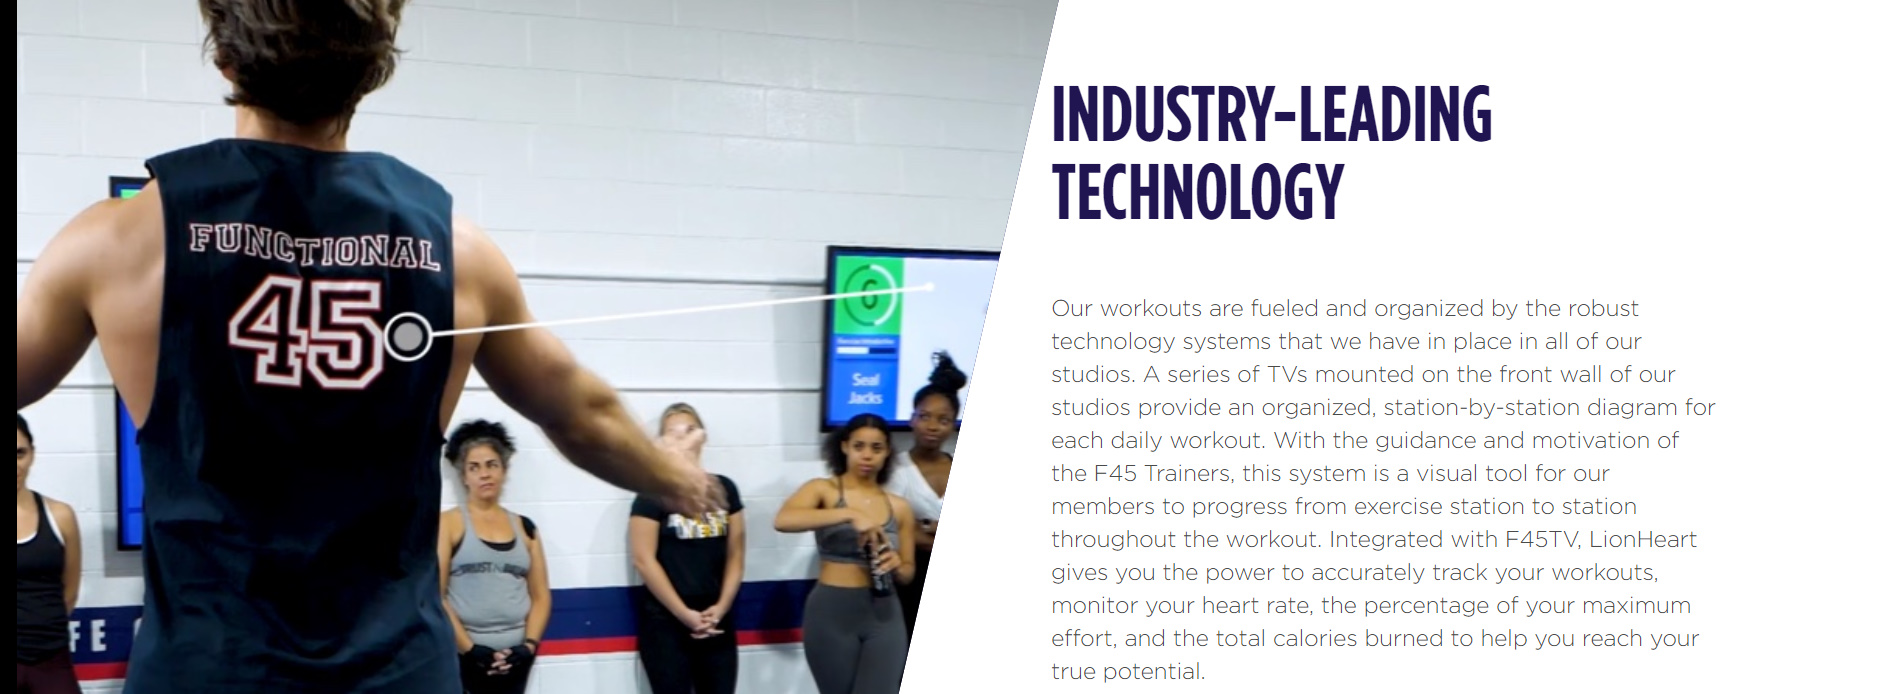 FUNCTIONAL
45
6
Seal
Jacks
FE
INDUSTRY-LEADING
TECHNOLOGY
Our workouts are fueled and organized by the robust
technology systems that we have in place in all of our
studios. A series of TVs mounted on the front wall of our
studios provide an organized, station-by-station diagram for
each daily workout. With the guidance and motivation of
the F45 Trainers, this system is a visual tool for our
members to progress from exercise station to station
throughout the workout. Integrated with F45TV, LionHeart
gives you the power to accurately track your workouts,
monitor your heart rate, the percentage of your maximum
effort, and the total calories burned to help you reach your
true potential.